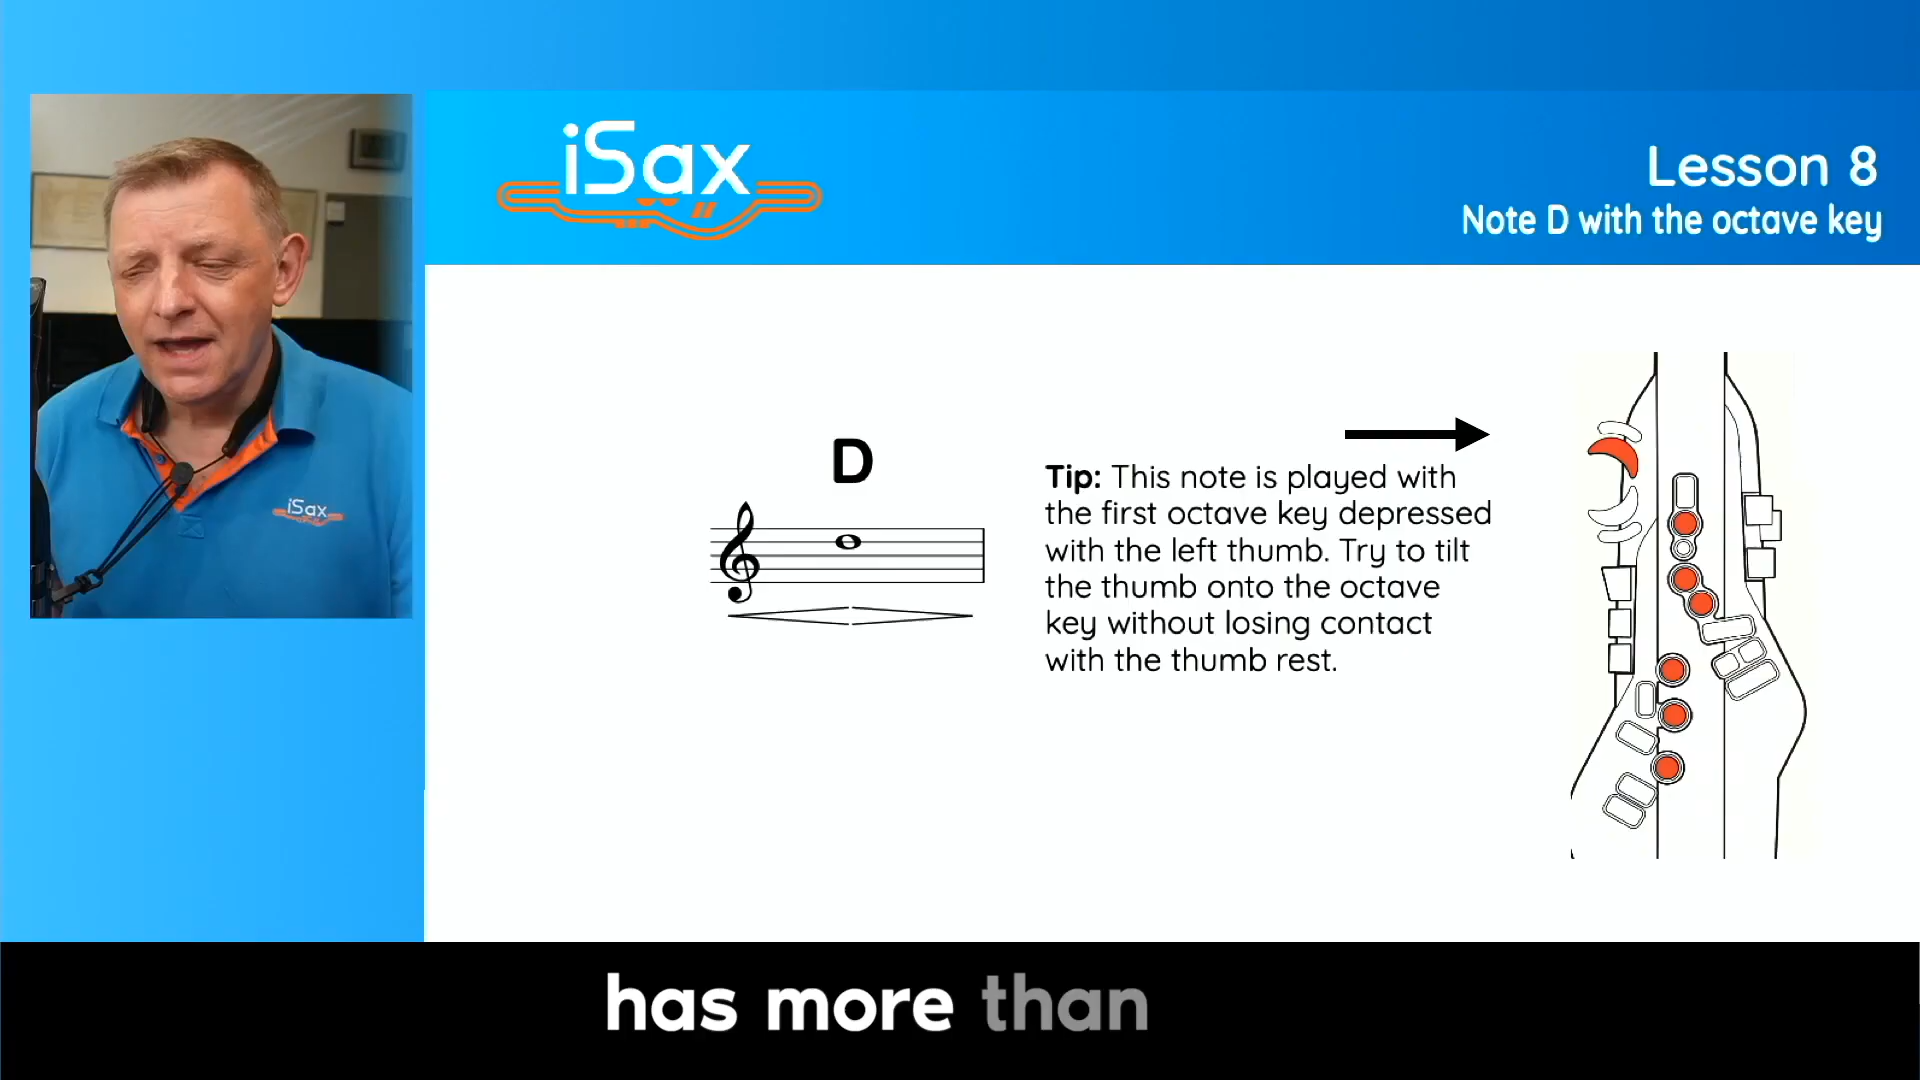 iSax
Lesson 8
Note D with the octave key
D
Tip: This note is played with
the first octave key depressed
with the left thumb. Try to tilt
the thumb onto the octave
key without losing contact
with the thumb rest.
iSax
has more than